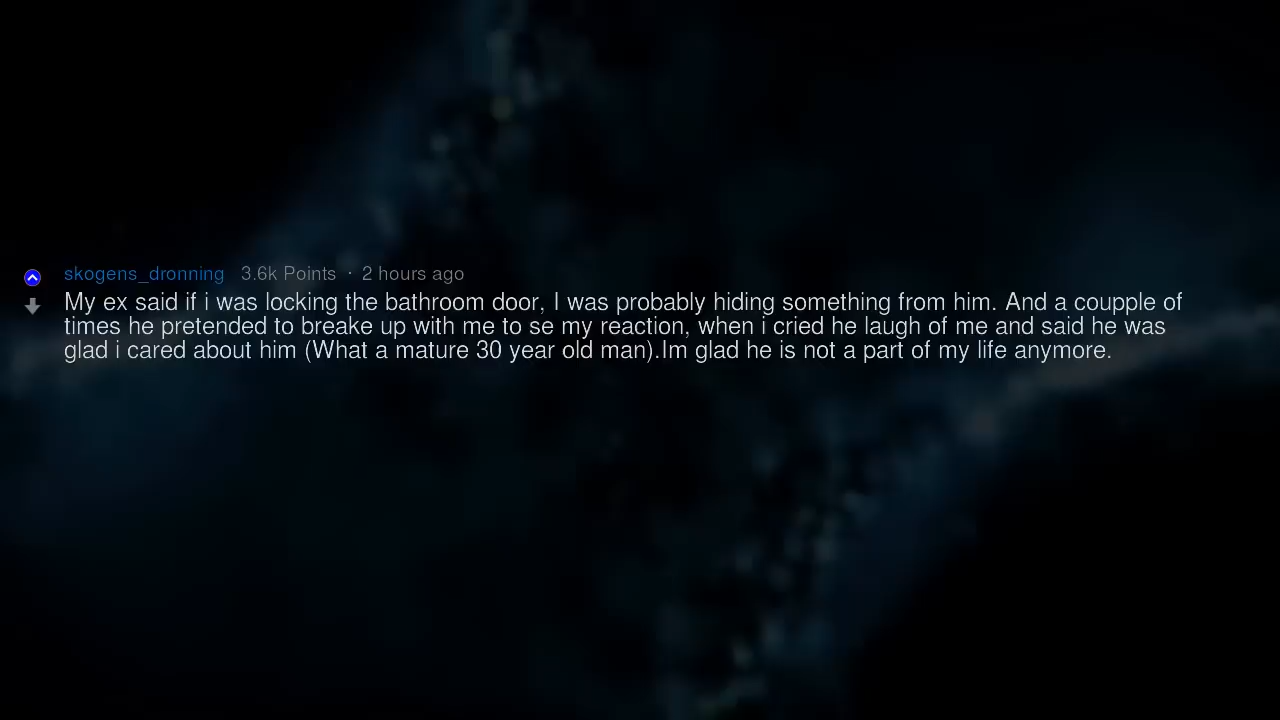 skogens_dronning 3.6k Points · 2 hours ago
My ex said if i was locking the bathroom door, I was probably hiding something from him. And a coupple of
times he pretended to breake up with me to se my reaction, when i cried he laugh of me and said he was
glad i cared about him (What a mature 30 year old man).Im glad he is not a part of my life anymore.